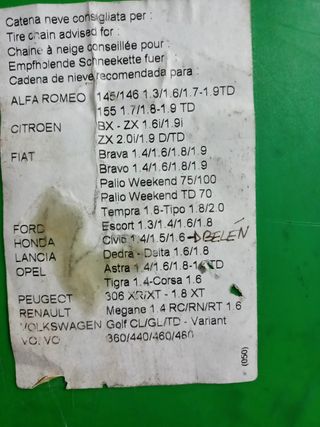 Catena neve consigliata per :
Tire chain advised for :
Chaine à neige conseillée pour :
Empfholende Schneekette fuer
Cadena de nieve recomendada para :
ALFA ROMEO 145/146 1.3/1.6/1.7-1.9TD
155 1.7/1.8-1.9 TD
CITROEN BX - ZX 1.6i/1.9i
ZX 2.0i/1.9 D/TD
FIAT Brava 1.4/1.6/1.8/1.9
Bravo 1.4/1.6/1.8/1.9
Palio Weekend 75/100
Palio Weekend TD 70
Tempra 1.8-Tipo 1.8/2.0
FORD Escort 1.3/1.4/1.6/1.8
HONDA Civic 1.4/1.5/1.6 → BELEŃ
LANCIA Dedra - Delta 1.6/1.8
OPEL Astra 1.4/1.6/1.8- TD
Tigra 1.4-Corsa 1.6
PEUGEOT 306 XR/XT - 1.8 XT
RENAULT Megane 1.4 RC/RN/RT 1.6
VOLKSWAGEN Golf CL/GL/TD - Variant
VOLVO 360/440/460/480
(050)